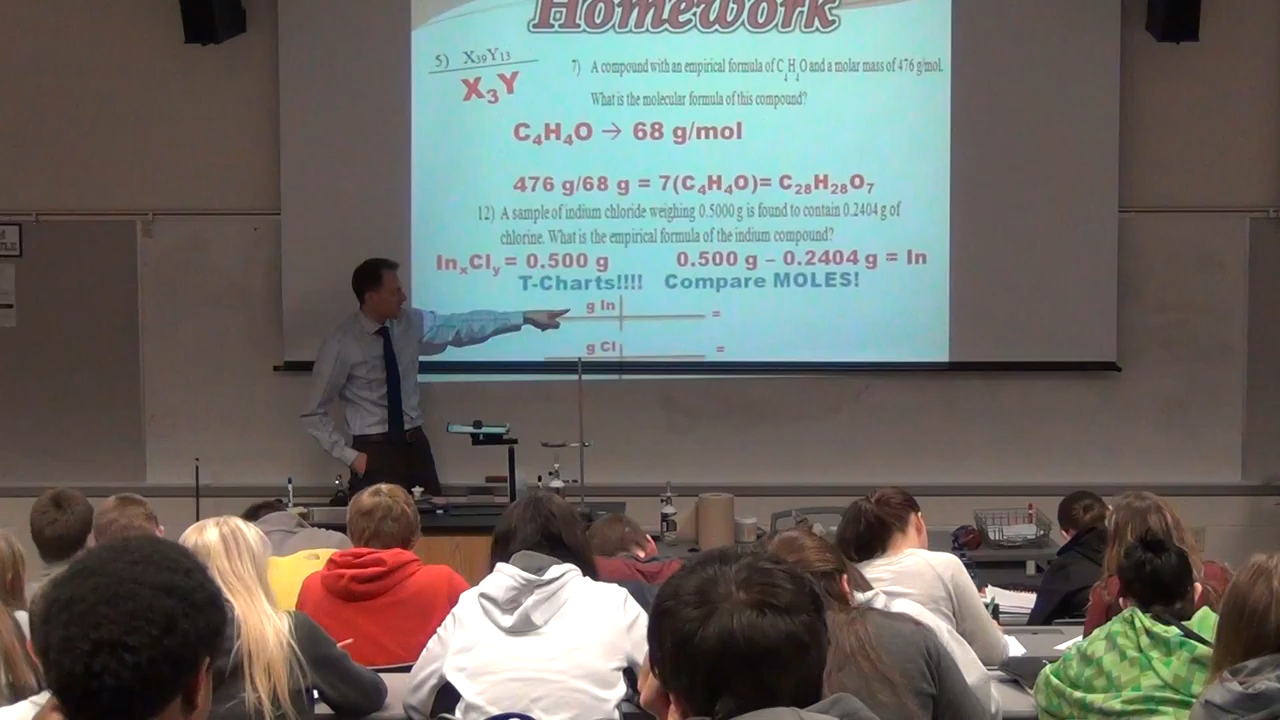 Homework
5) X39Y13
X3Y
7) A compound with an empirical formula of C4H4O and a molar mass of 476 g/mol.
What is the molecular formula of this compound?
C4H4O → 68 g/mol
476 g/68 g = 7(C4H4O)= C28H28O7
12) A sample of indium chloride weighing 0.5000 g is found to contain 0.2404 g of
chlorine. What is the empirical formula of the indium compound?
InxCly = 0.500 g 0.500 g – 0.2404 g = In
T-Charts!!!! Compare MOLES!
g In =
g Cl =